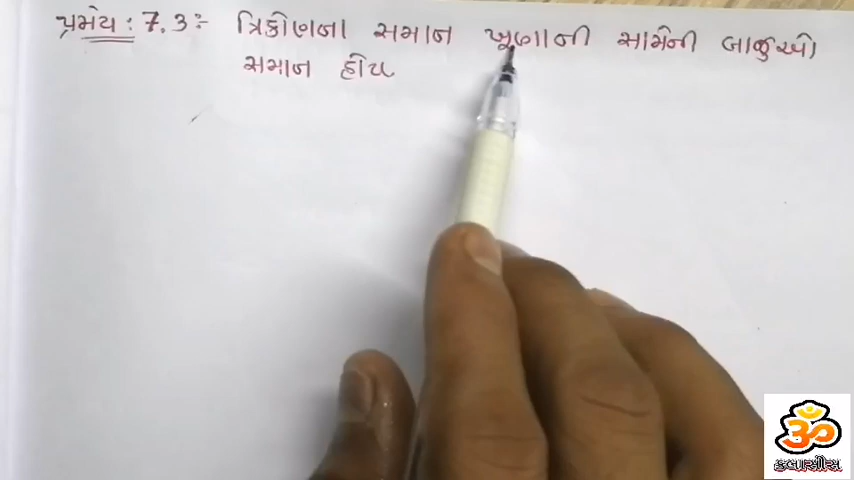 પ્રમેય : 7.3 :- ત્રિકોણના સમાન ખૂણાની સામેની બાજુઓ
સમાન હોય
ૐ
ક્લાસીસ